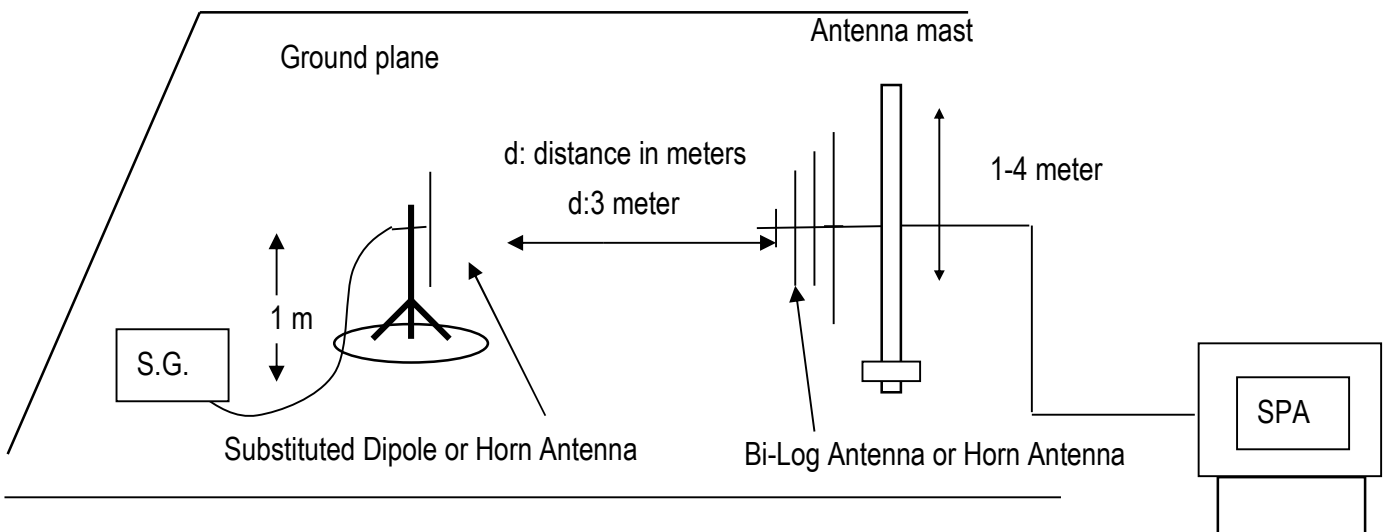 Antenna mast
Ground plane
d: distance in meters
d:3 meter
1-4 meter
1 m
S.G.
SPA
Substituted Dipole or Horn Antenna
Bi-Log Antenna or Horn Antenna